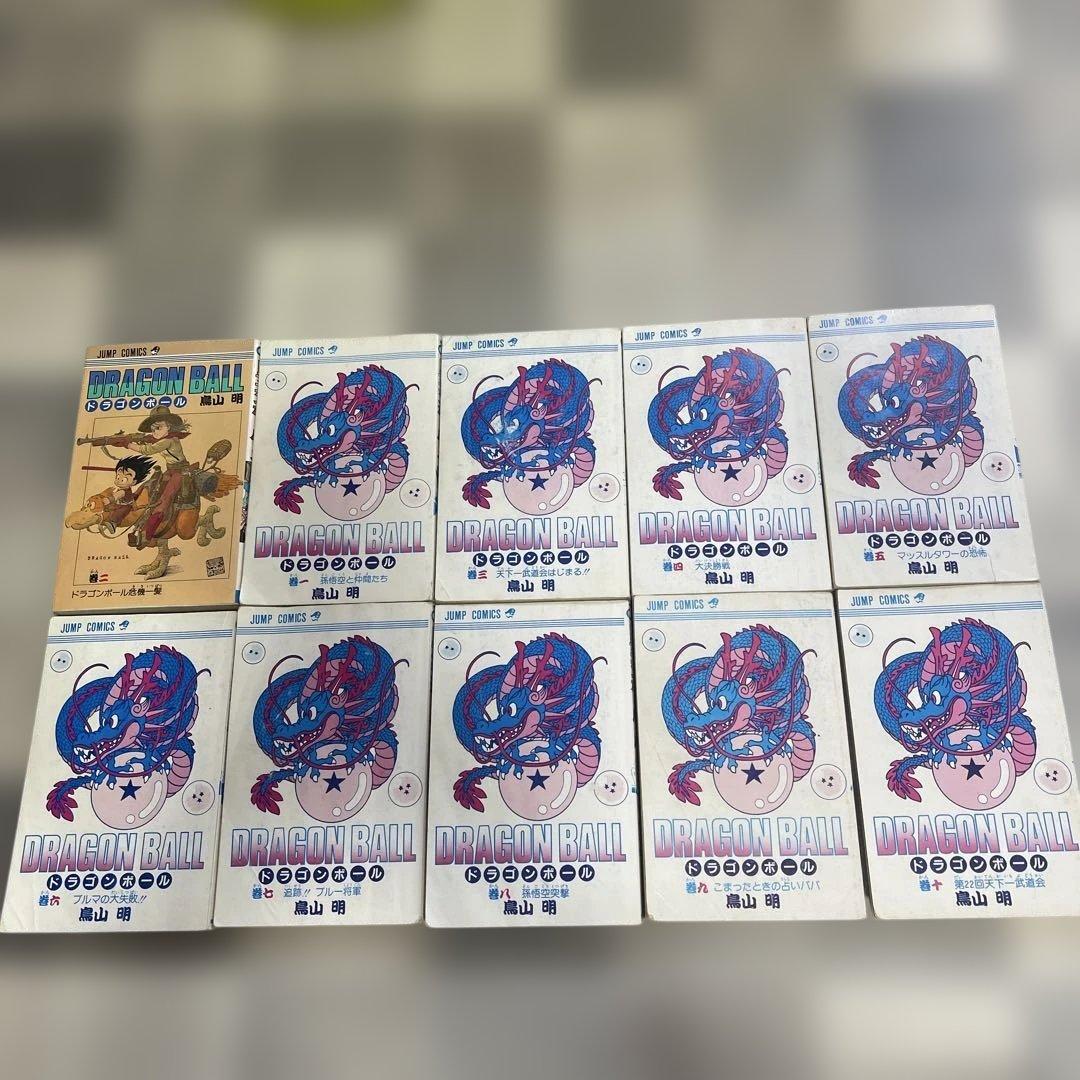 JUMP COMICS
DRAGON BALL
ドラゴンボール 鳥山 明
DRAGON BALL
巻二
ドラゴンボール危機一髪
JUMP COMICS
DRAGON BALL
ドラゴンボール
巻一 孫悟空と仲間たち
鳥山 明
JUMP COMICS
DRAGON BALL
ドラゴンボール
巻三 天下一武道会はじまる!!
鳥山 明
JUMP COMICS
DRAGON BALL
ドラゴンボール
巻四 大決勝戦
鳥山 明
JUMP COMICS
DRAGON BALL
ドラゴンボール
巻五 マッスルタワーの恐怖
鳥山 明
JUMP COMICS
DRAGON BALL
ドラゴンボール
巻六 ブルマの大失敗!!
鳥山 明
JUMP COMICS
DRAGON BALL
ドラゴンボール
巻七 追跡!! ブルー将軍
鳥山 明
JUMP COMICS
DRAGON BALL
ドラゴンボール
巻八 孫悟空突撃
鳥山 明
JUMP COMICS
DRAGON BALL
ドラゴンボール
巻九 こまったときの占いババ
鳥山 明
JUMP COMICS
DRAGON BALL
ドラゴンボール
巻十 第22回天下一武道会
鳥山 明